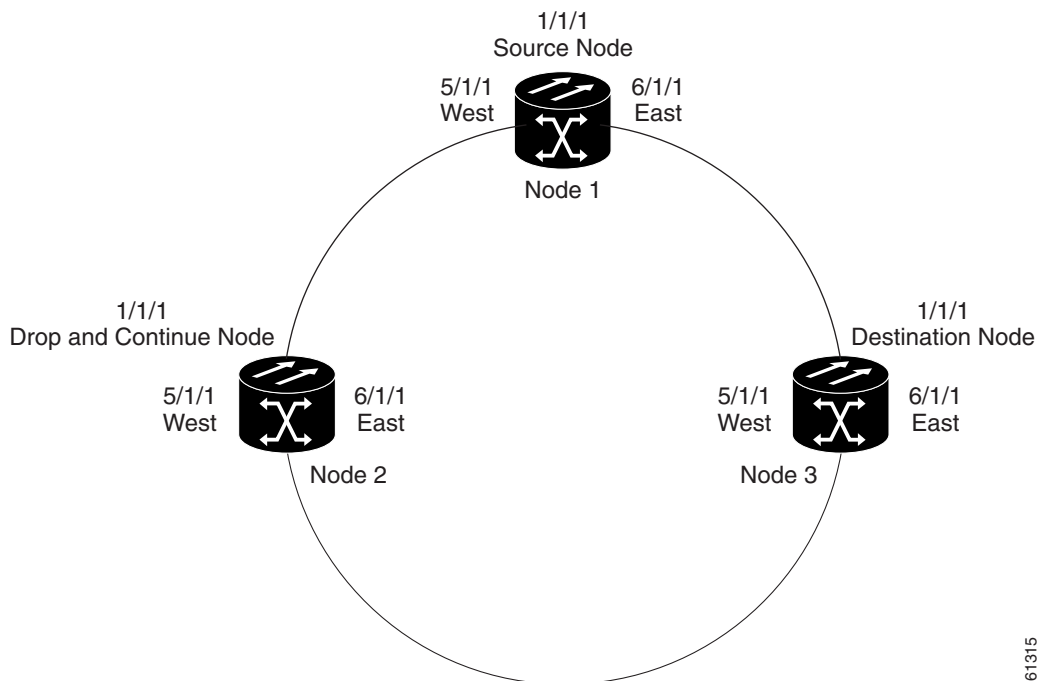 1/1/1
Source Node
5/1/1
West
6/1/1
East
Node 1
1/1/1
Drop and Continue Node
5/1/1
West
6/1/1
East
Node 2
1/1/1
Destination Node
5/1/1
West
6/1/1
East
Node 3
61315